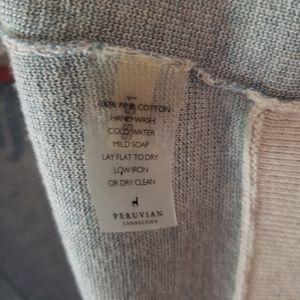 100% PIMA COTTON
HAND WASH
COLD WATER
MILD SOAP
LAY FLAT TO DRY
LOW IRON
OR DRY CLEAN
PERUVIAN
CONNECTION